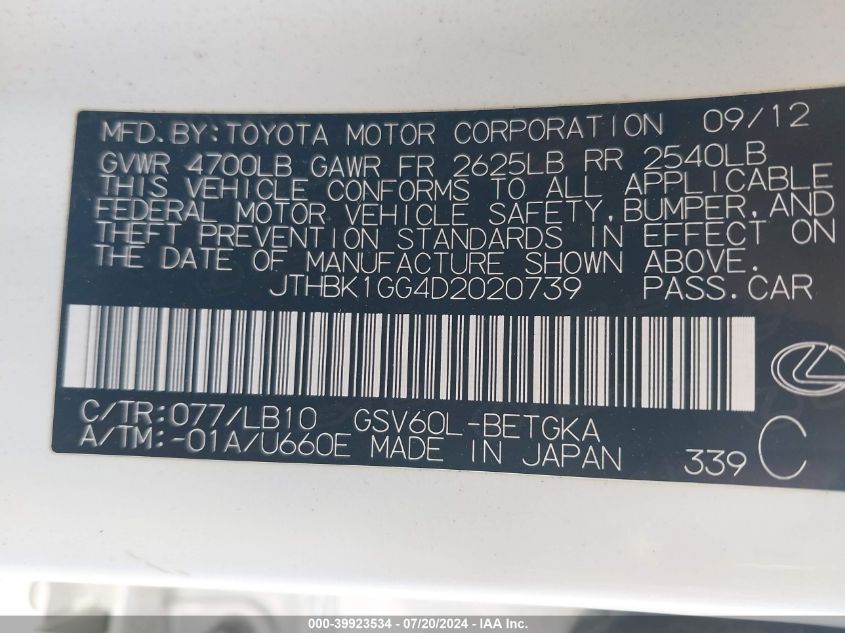 MFD. BY: TOYOTA MOTOR CORPORATION 09/12
GVWR 4700LB GAWR FR 2625LB RR 2540LB
THIS VEHICLE CONFORMS TO ALL APPLICABLE
FEDERAL MOTOR VEHICLE SAFETY, BUMPER, AND
THEFT PREVENTION STANDARDS IN EFFECT ON
THE DATE OF MANUFACTURE SHOWN ABOVE.
JTHBK1GG4D2020739 PASS. CAR
C/TR: 077/LB10 GSV60L-BETGKA
A/TM: -01A/U660E MADE IN JAPAN 339 C
000-39923534 - 07/20/2024 - IAA Inc.